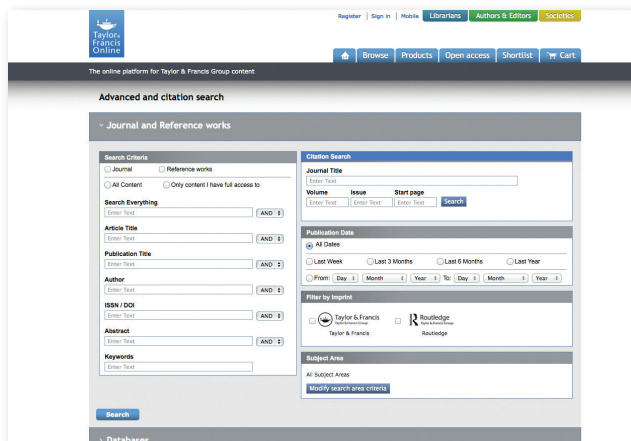 Register | Sign in | Mobile Librarians Authors & Editors Societies
Taylor &
Francis
Online
Browse Products Open access Shortlist Cart
The online platform for Taylor & Francis Group content
Advanced and citation search
Journal and Reference works
Search Criteria
Journal Reference works
All Content Only content I have full access to
Search Everything
Enter Text AND
Article Title
Enter Text AND
Publication Title
Enter Text AND
Author
Enter Text AND
ISSN / DOI
Enter Text AND
Abstract
Enter Text AND
Keywords
Enter Text
Search
Citation Search
Journal Title
Enter Text
Volume Issue Start page
Enter Text Enter Text Enter Text Search
Publication Date
All Dates
Last Week Last 3 Months Last 6 Months Last Year
From: Day Month Year To: Day Month Year
Filter by Imprint
Taylor & Francis Routledge
Taylor & Francis Group Taylor & Francis Group
Taylor & Francis Routledge
Subject Area
All Subject Areas
Modify search area criteria
Databases